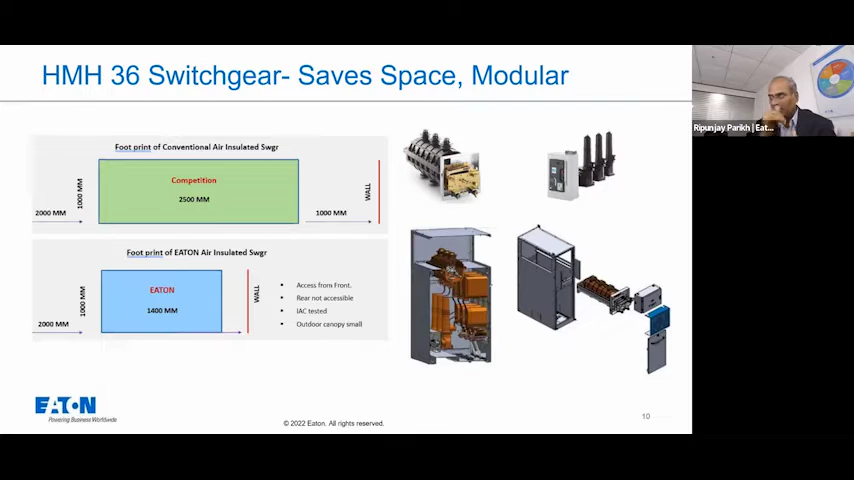 HMH 36 Switchgear- Saves Space, Modular
Ripunjay Parikh | Eat...
Foot print of Conventional Air Insulated Swgr
Competition
2500 MM
1000 MM
2000 MM
1000 MM
WALL
Foot print of EATON Air Insulated Swgr
EATON
1400 MM
1000 MM
2000 MM
WALL
▪ Access from Front.
▪ Rear not accessible
▪ IAC tested
▪ Outdoor canopy small
EATON
Powering Business Worldwide
© 2022 Eaton. All rights reserved.
10